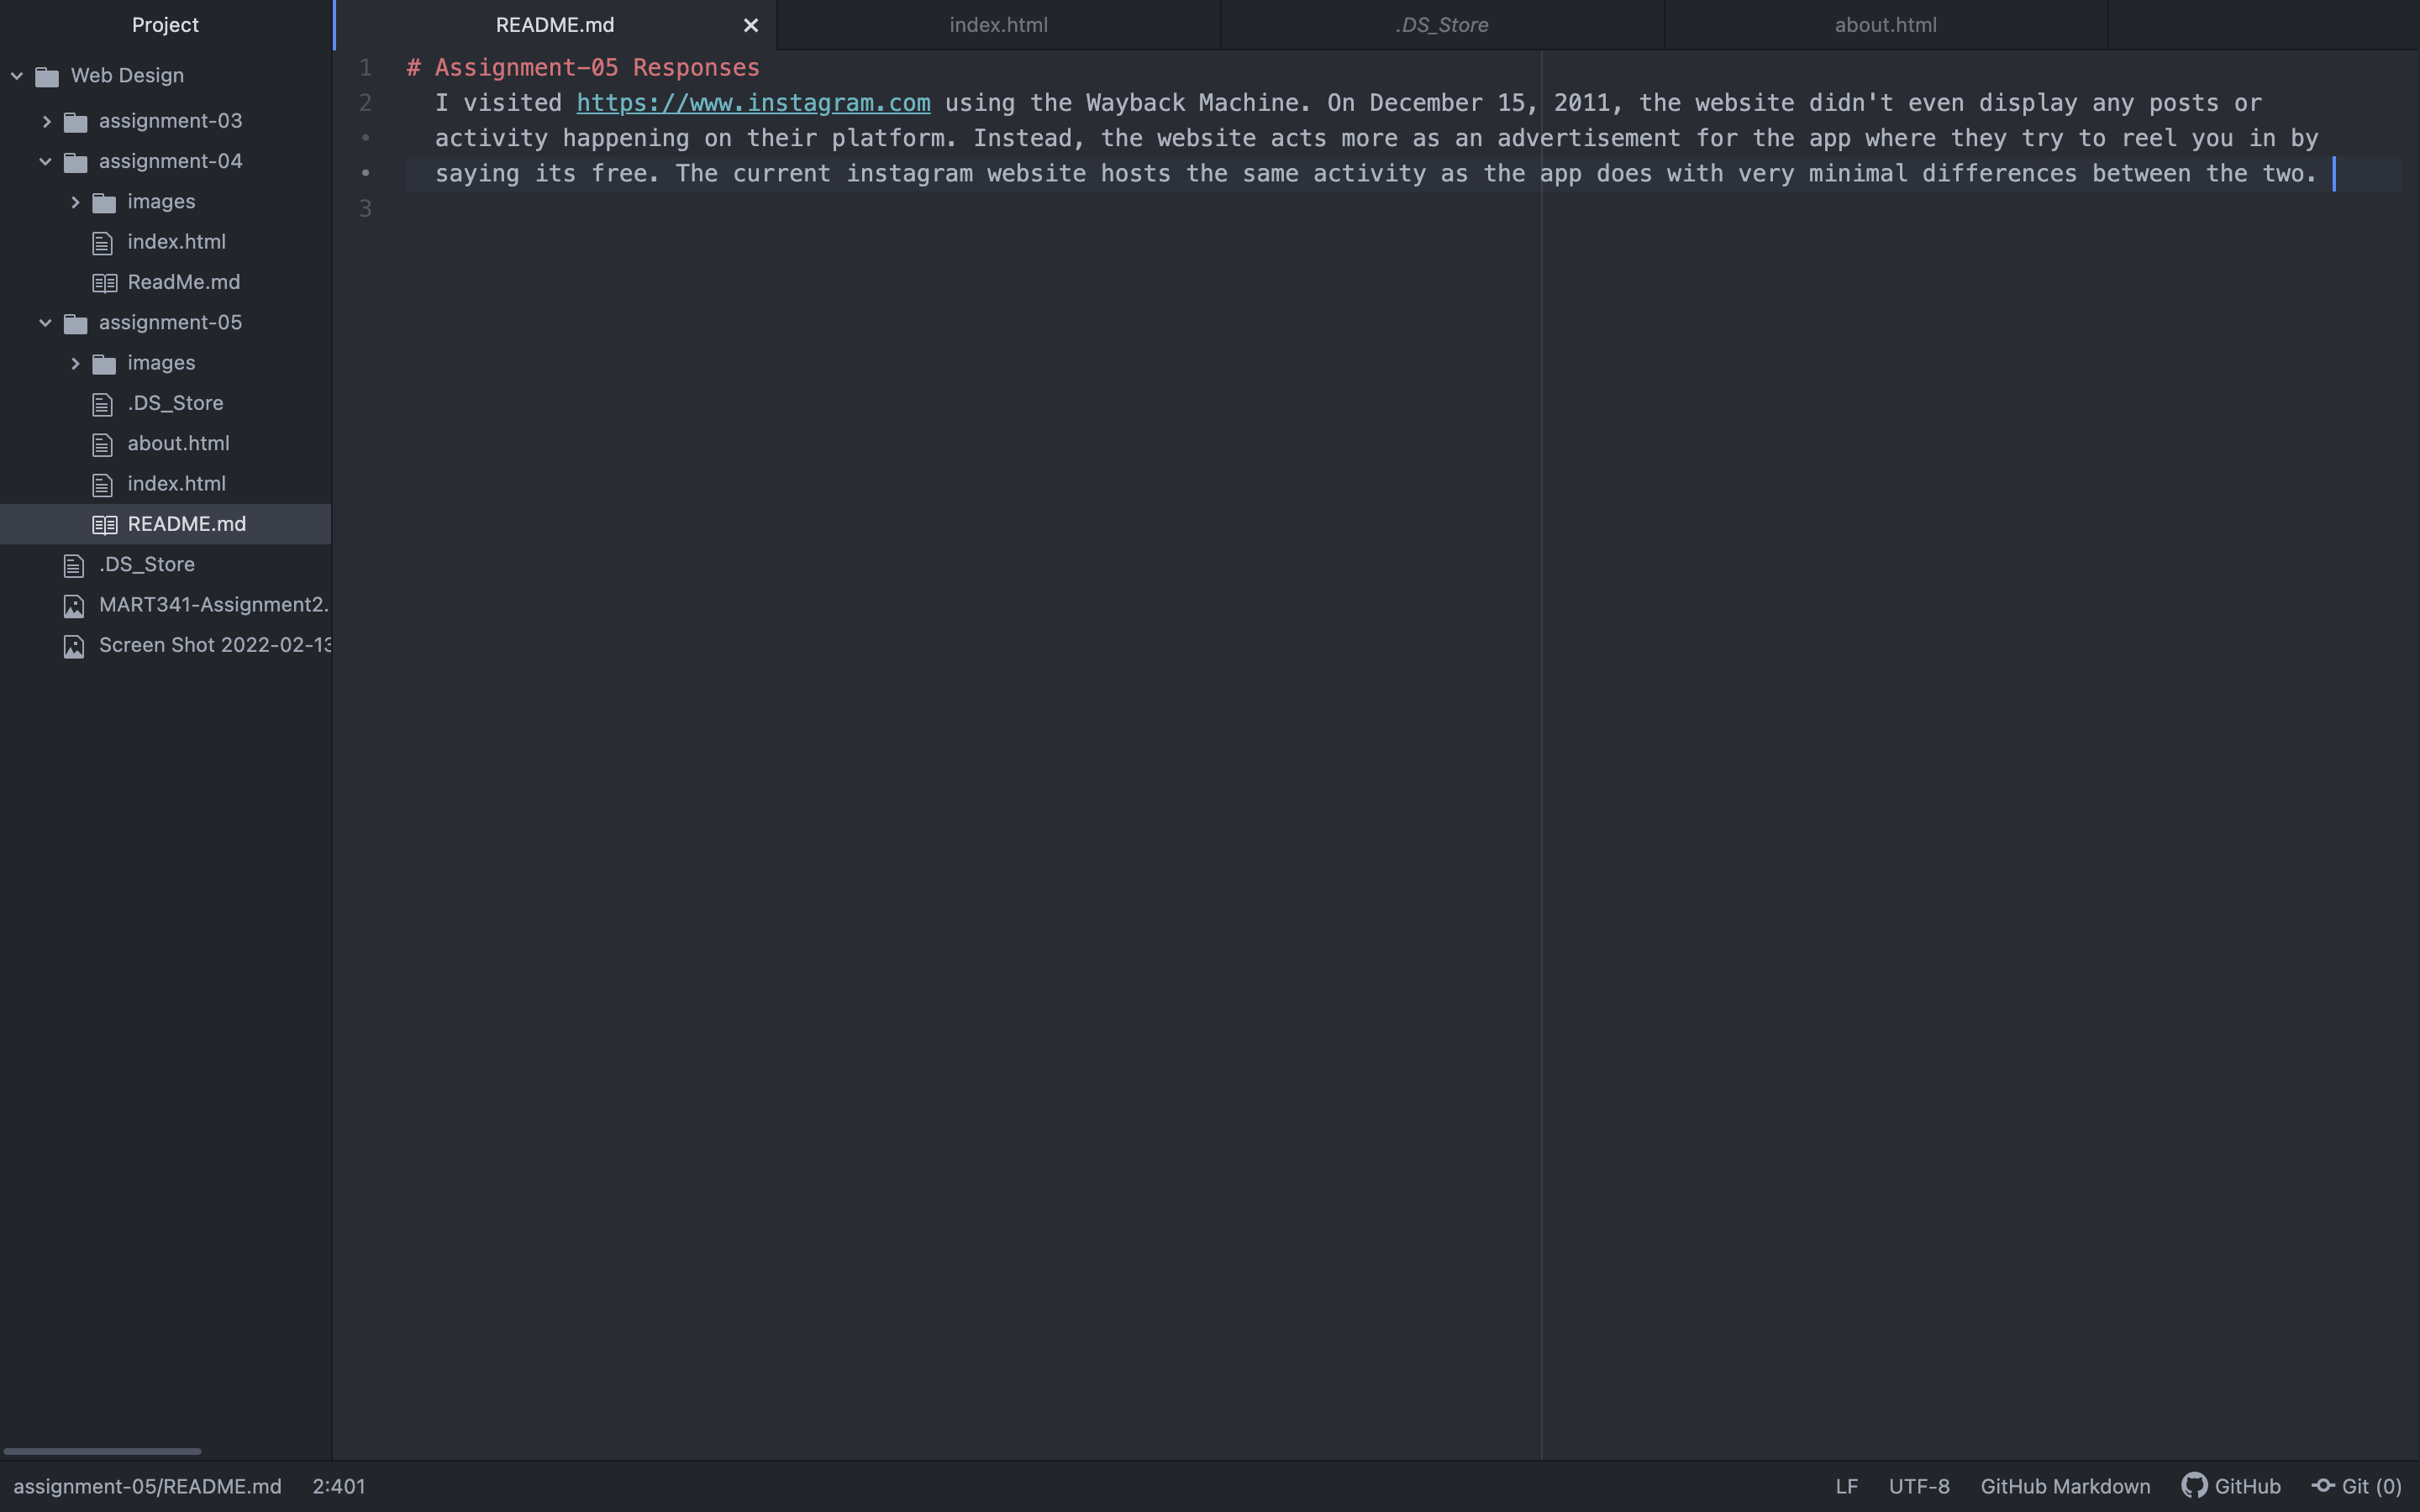 Project
README.md
index.html
.DS_Store
about.html
Web Design
assignment-03
assignment-04
images
index.html
ReadMe.md
assignment-05
images
.DS_Store
about.html
index.html
README.md
.DS_Store
MART341-Assignment2.
Screen Shot 2022-02-13
1 # Assignment-05 Responses
2 I visited https://www.instagram.com using the Wayback Machine. On December 15, 2011, the website didn't even display any posts or
• activity happening on their platform. Instead, the website acts more as an advertisement for the app where they try to reel you in by
• saying its free. The current instagram website hosts the same activity as the app does with very minimal differences between the two.
3
assignment-05/README.md 2:401
LF UTF-8 GitHub Markdown GitHub Git (0)